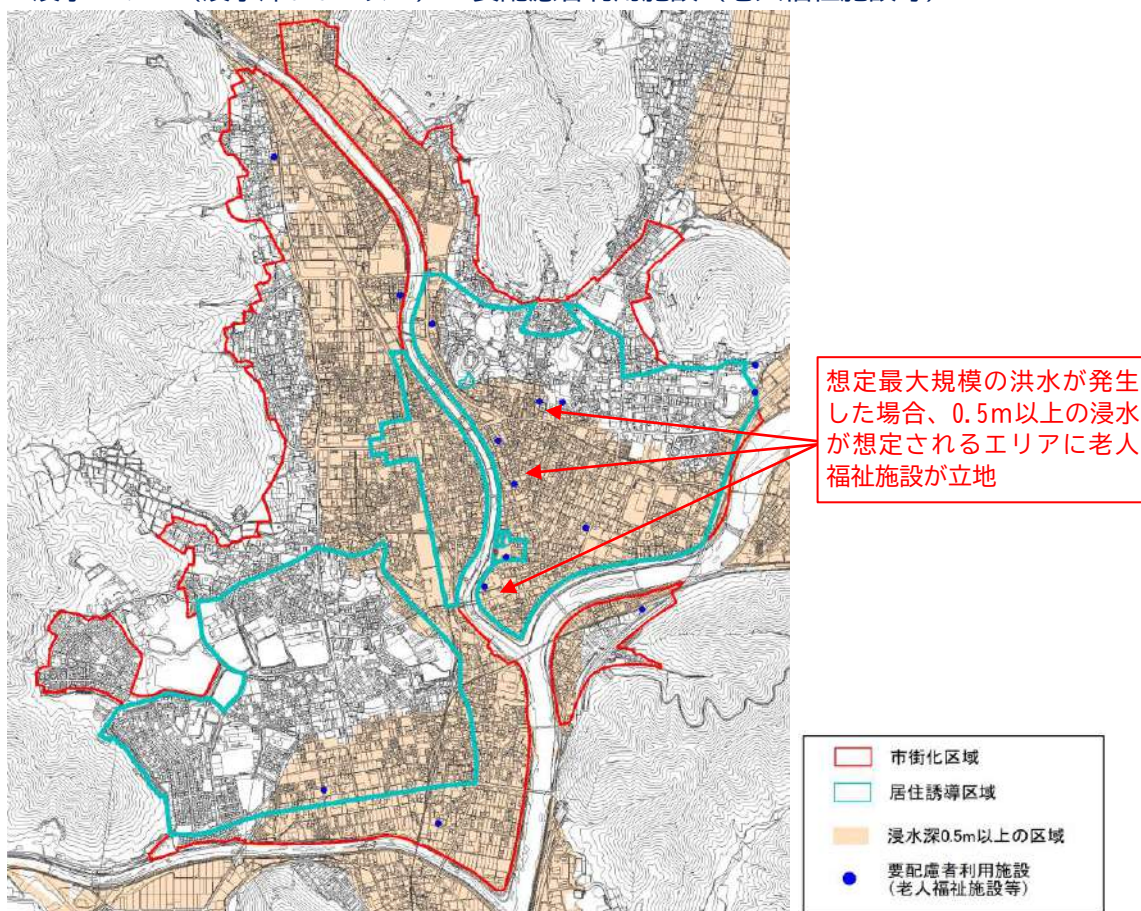 想定最大規模の洪水が発生
した場合、0.5m以上の浸水
が想定されるエリアに老人
福祉施設が立地
市街化区域
居住誘導区域
浸水深0.5m以上の区域
要配慮者利用施設
(老人福祉施設等)